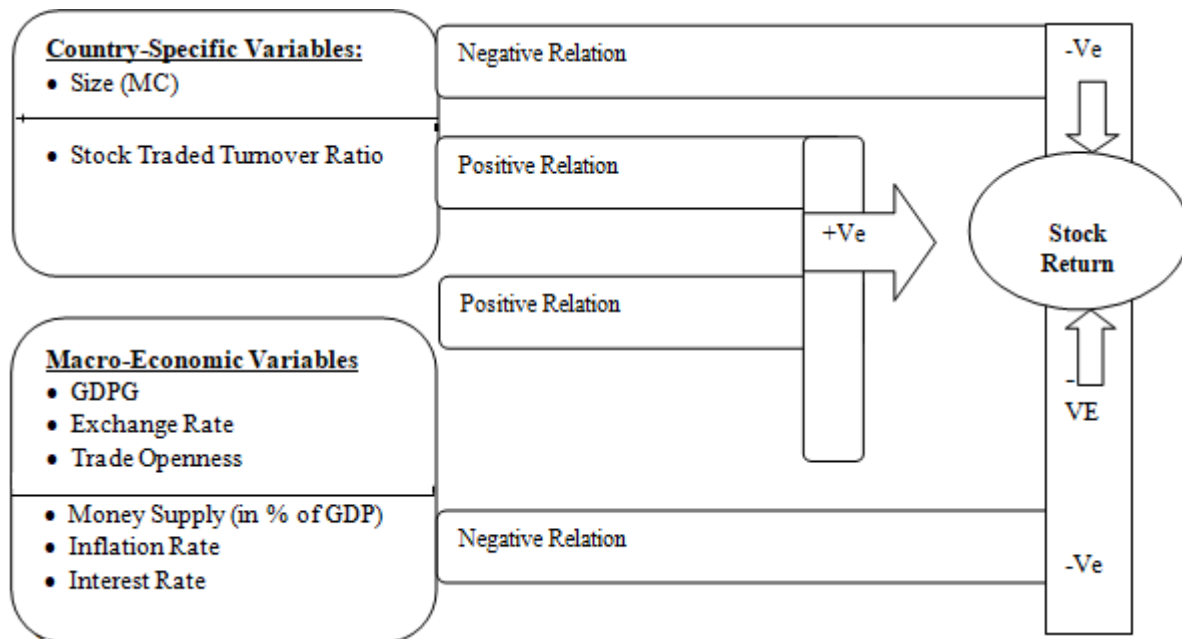 Country-Specific Variables:
• Size (MC)
• Stock Traded Turnover Ratio
Negative Relation
-Ve
Positive Relation
+Ve
Stock
Return
Positive Relation
Macro-Economic Variables
• GDPG
• Exchange Rate
• Trade Openness
• Money Supply (in % of GDP)
• Inflation Rate
• Interest Rate
-
VE
Negative Relation
-Ve